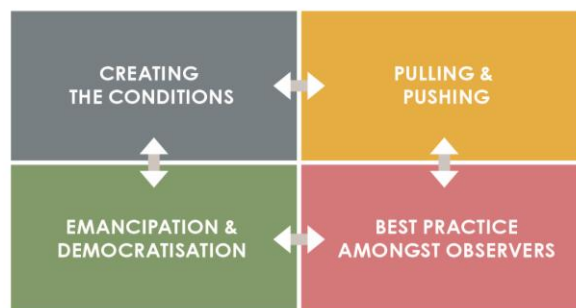 CREATING
THE CONDITIONS
PULLING &
PUSHING
EMANCIPATION &
DEMOCRATISATION
BEST PRACTICE
AMONGST OBSERVERS